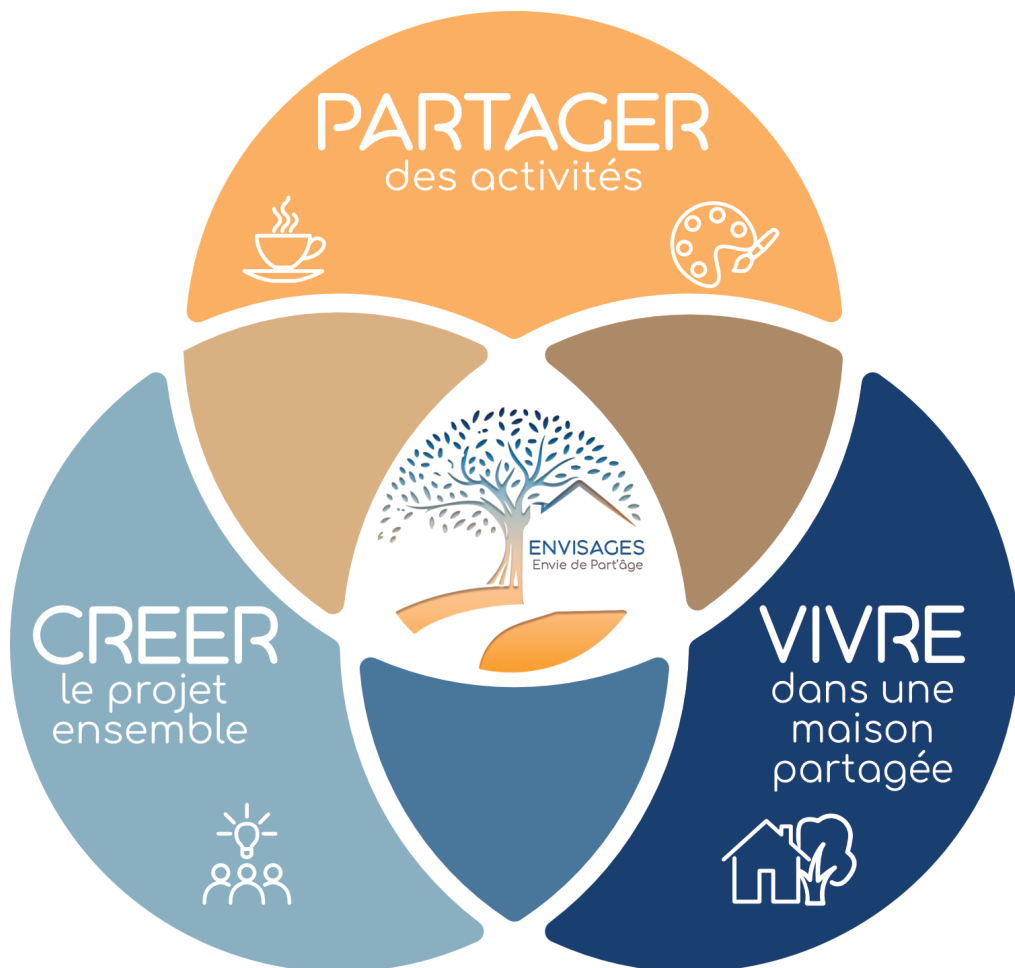 PARTAGER
des activités
ENVISAGES
Envie de Part'âge
CREER
le projet
ensemble
VIVRE
dans une
maison
partagée